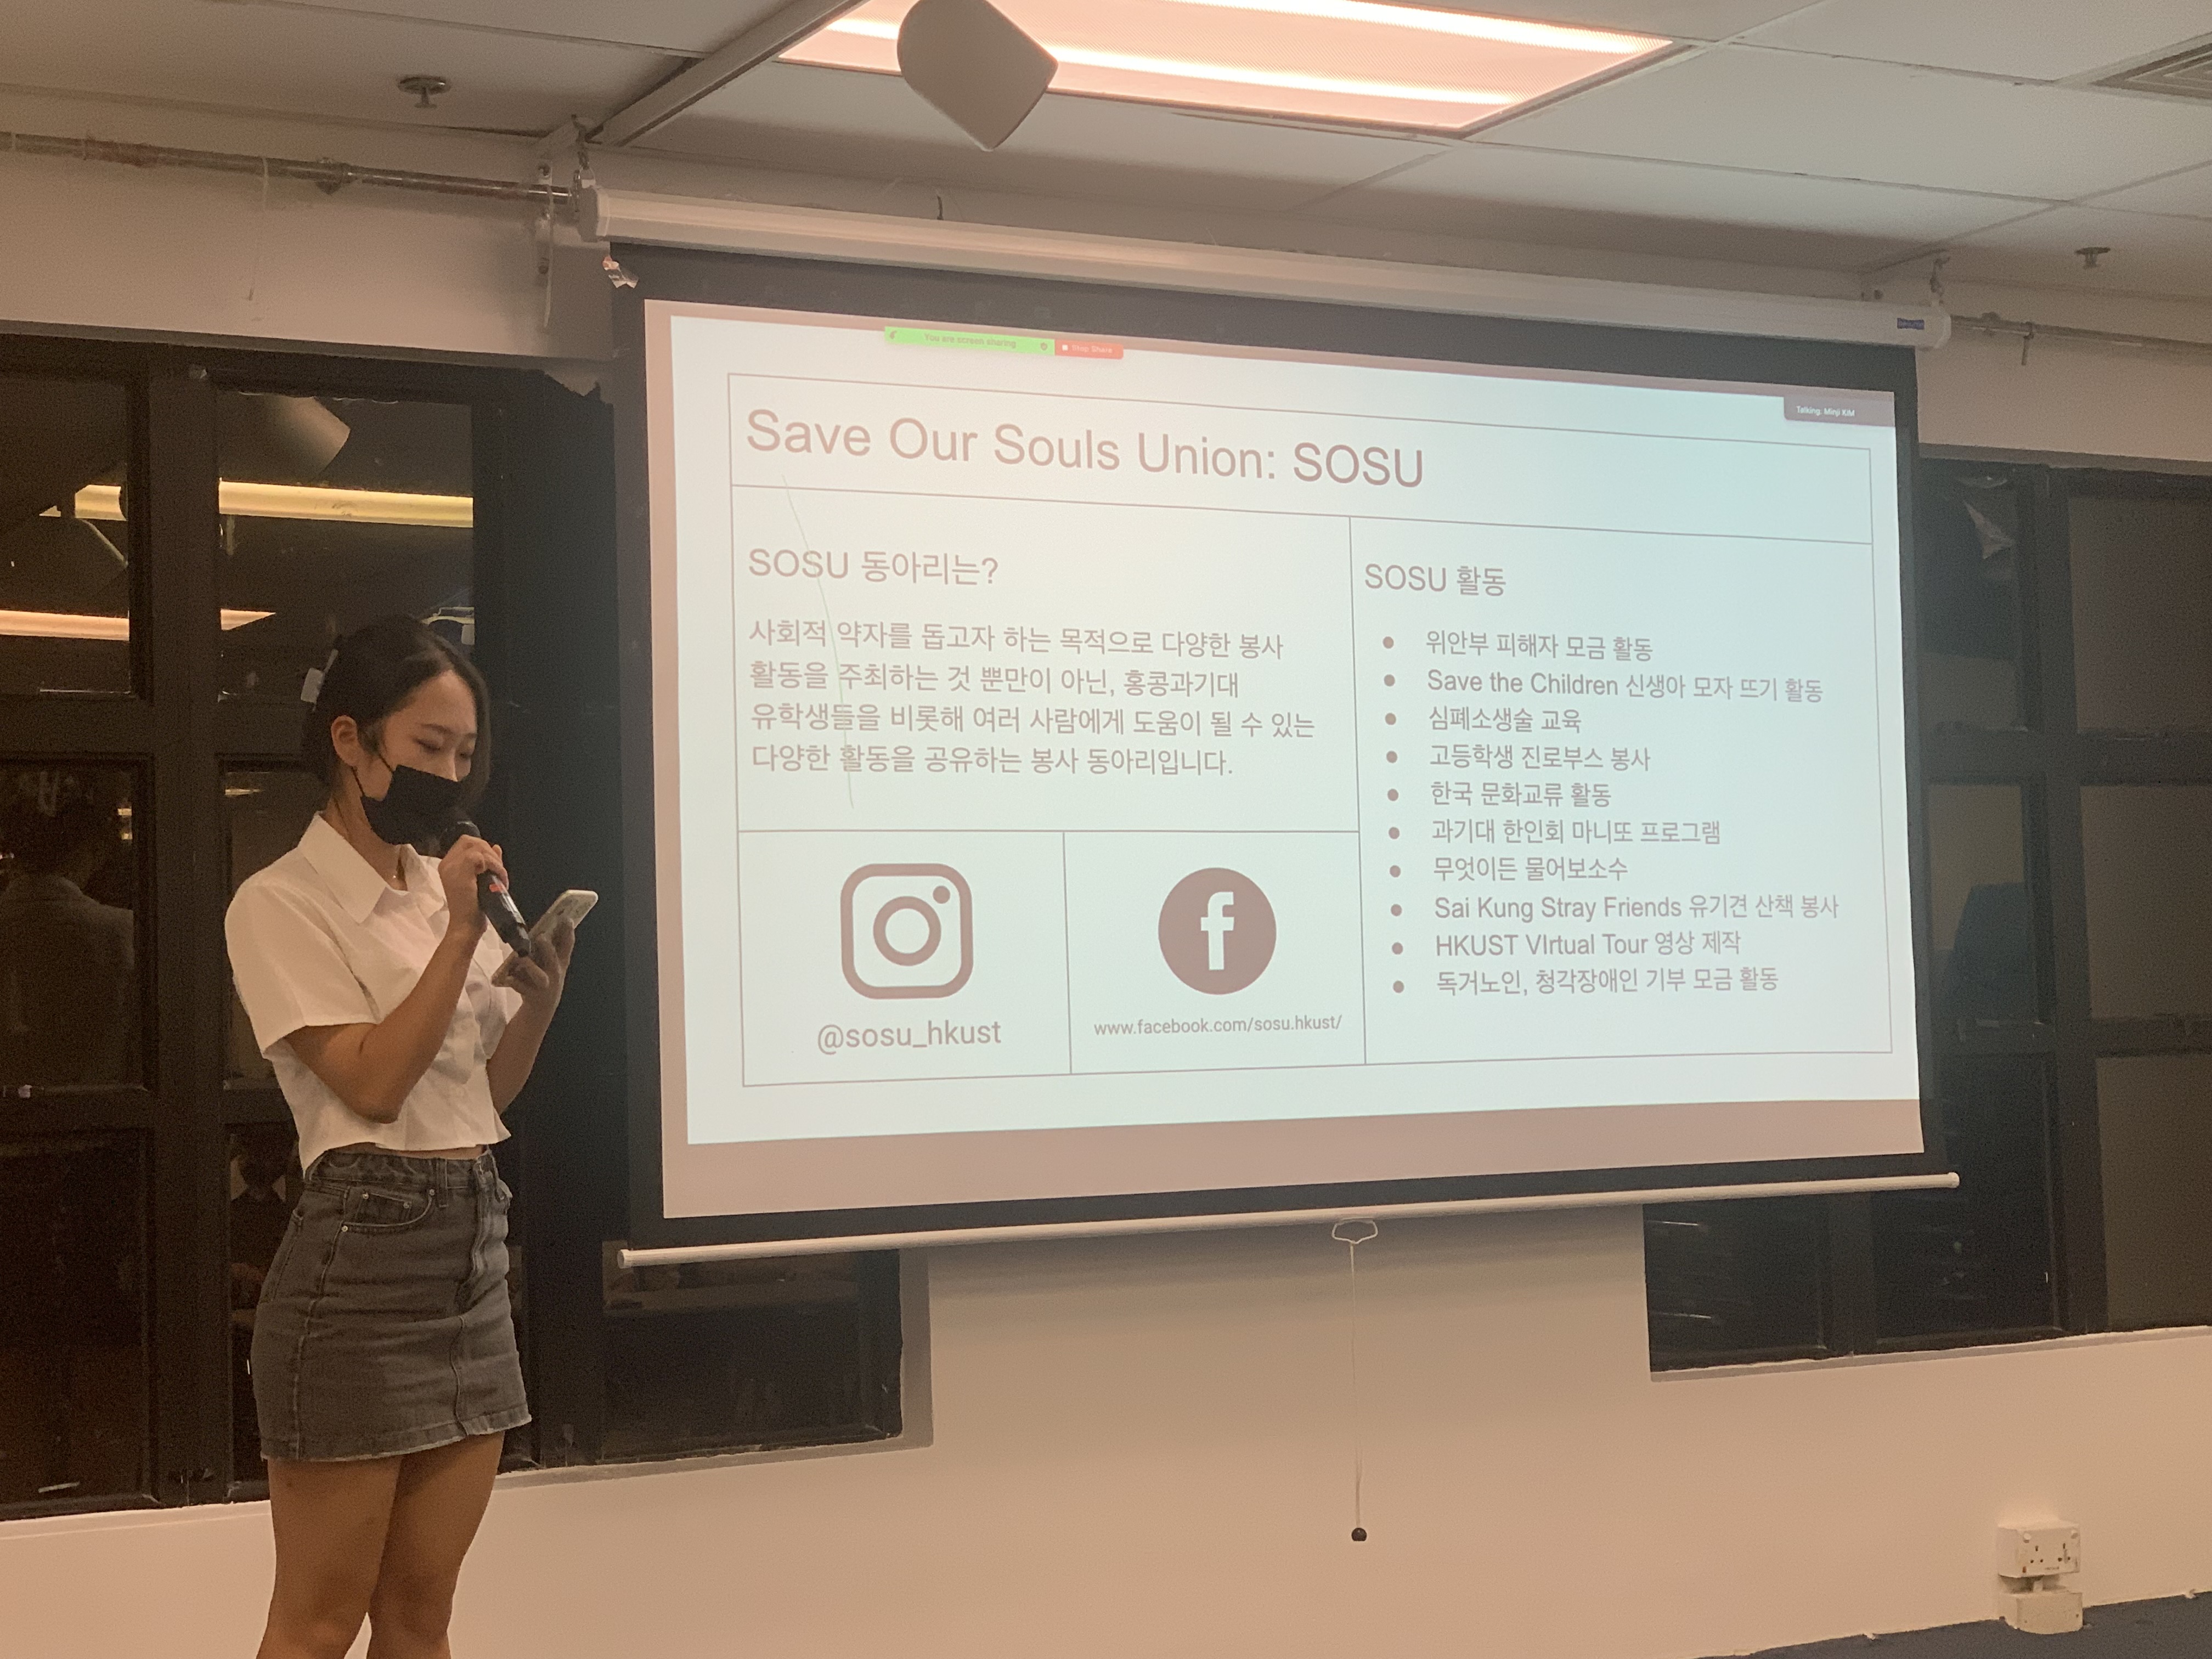 You are screen sharing
Stop Share
Talking: Minji KIM
Save Our Souls Union: SOSU
SOSU 동아리는?
사회적 약자를 돕고자 하는 목적으로 다양한 봉사
활동을 주최하는 것 뿐만이 아닌, 홍콩과기대
유학생들을 비롯해 여러 사람에게 도움이 될 수 있는
다양한 활동을 공유하는 봉사 동아리입니다.
@sosu_hkust
www.facebook.com/sosu.hkust/
SOSU 활동
● 위안부 피해자 모금 활동
● Save the Children 신생아 모자 뜨기 활동
● 심폐소생술 교육
● 고등학생 진로부스 봉사
● 한국 문화교류 활동
● 과기대 한인회 마니또 프로그램
● 무엇이든 물어보소수
● Sai Kung Stray Friends 유기견 산책 봉사
● HKUST VIrtual Tour 영상 제작
● 독거노인, 청각장애인 기부 모금 활동